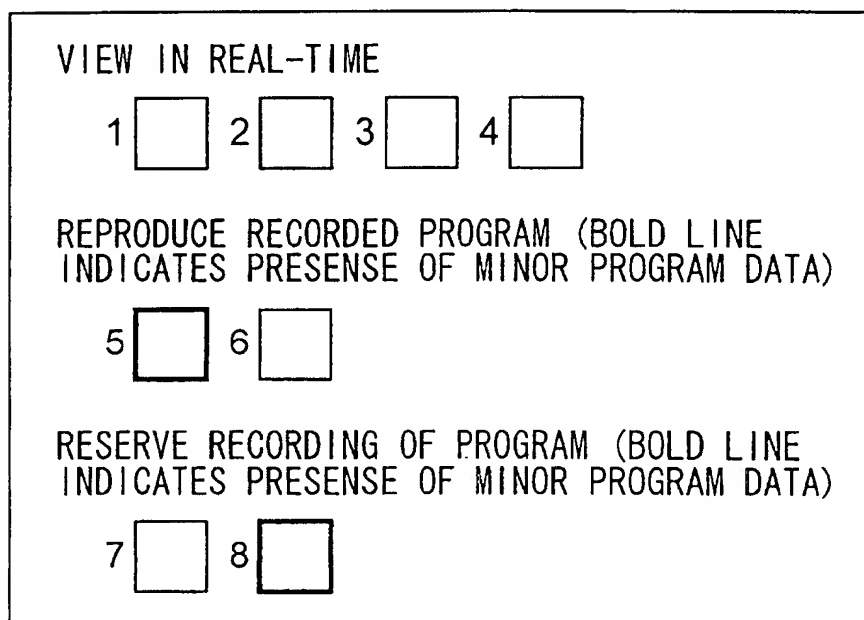 VIEW IN REAL-TIME
1 2 3 4
REPRODUCE RECORDED PROGRAM (BOLD LINE
INDICATES PRESENSE OF MINOR PROGRAM DATA)
5 6
RESERVE RECORDING OF PROGRAM (BOLD LINE
INDICATES PRESENSE OF MINOR PROGRAM DATA)
7 8